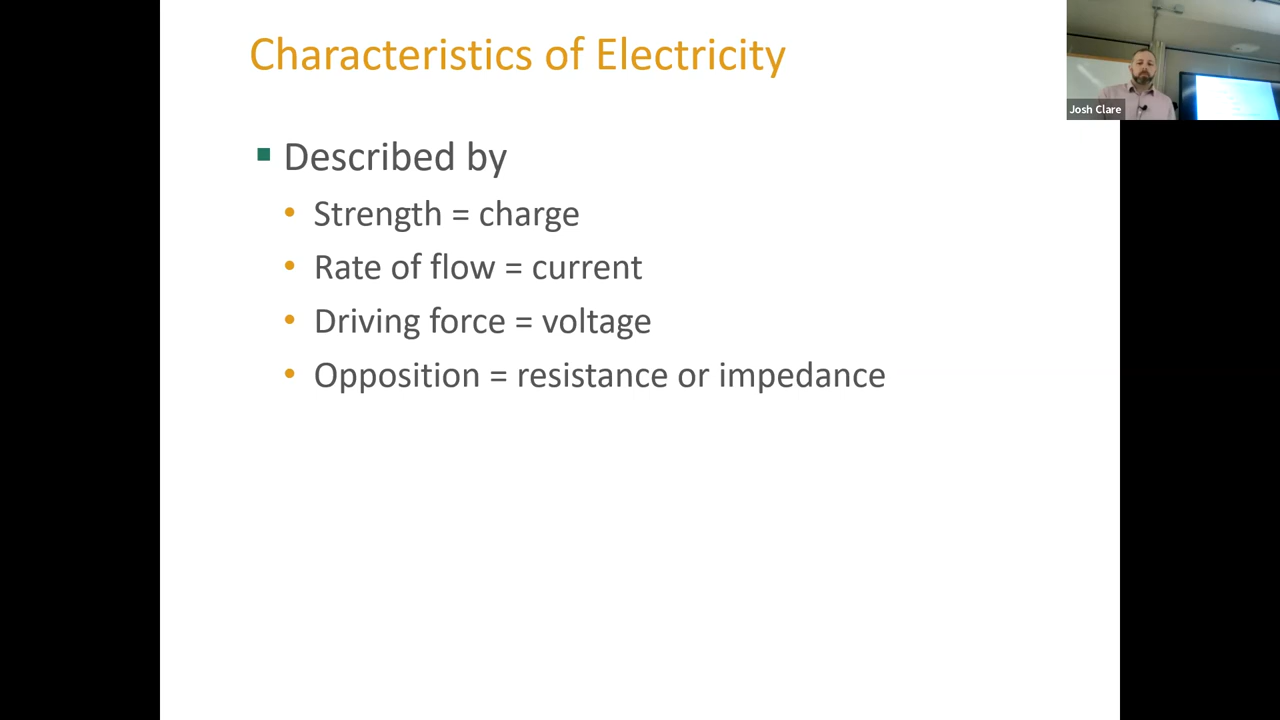 Characteristics of Electricity
Josh Clare
▪ Described by
• Strength = charge
• Rate of flow = current
• Driving force = voltage
• Opposition = resistance or impedance